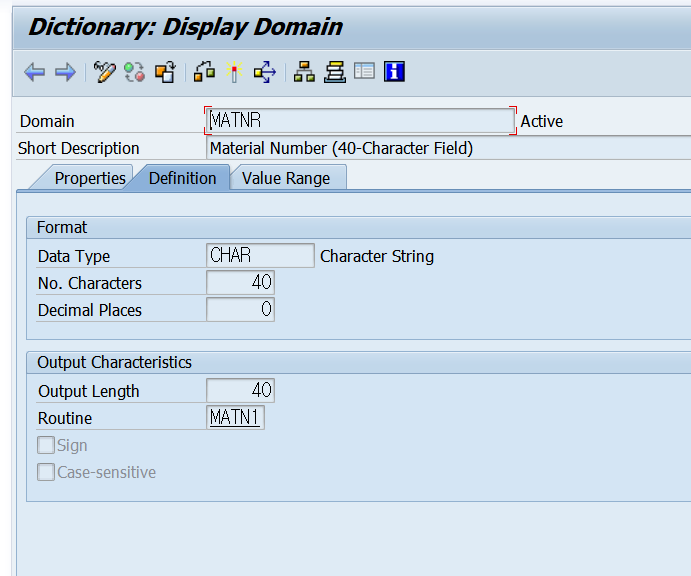 Dictionary: Display Domain
Domain MATNR Active
Short Description Material Number (40-Character Field)
Properties Definition Value Range
Format
Data Type CHAR Character String
No. Characters 40
Decimal Places 0
Output Characteristics
Output Length 40
Routine MATN1
Sign
Case-sensitive